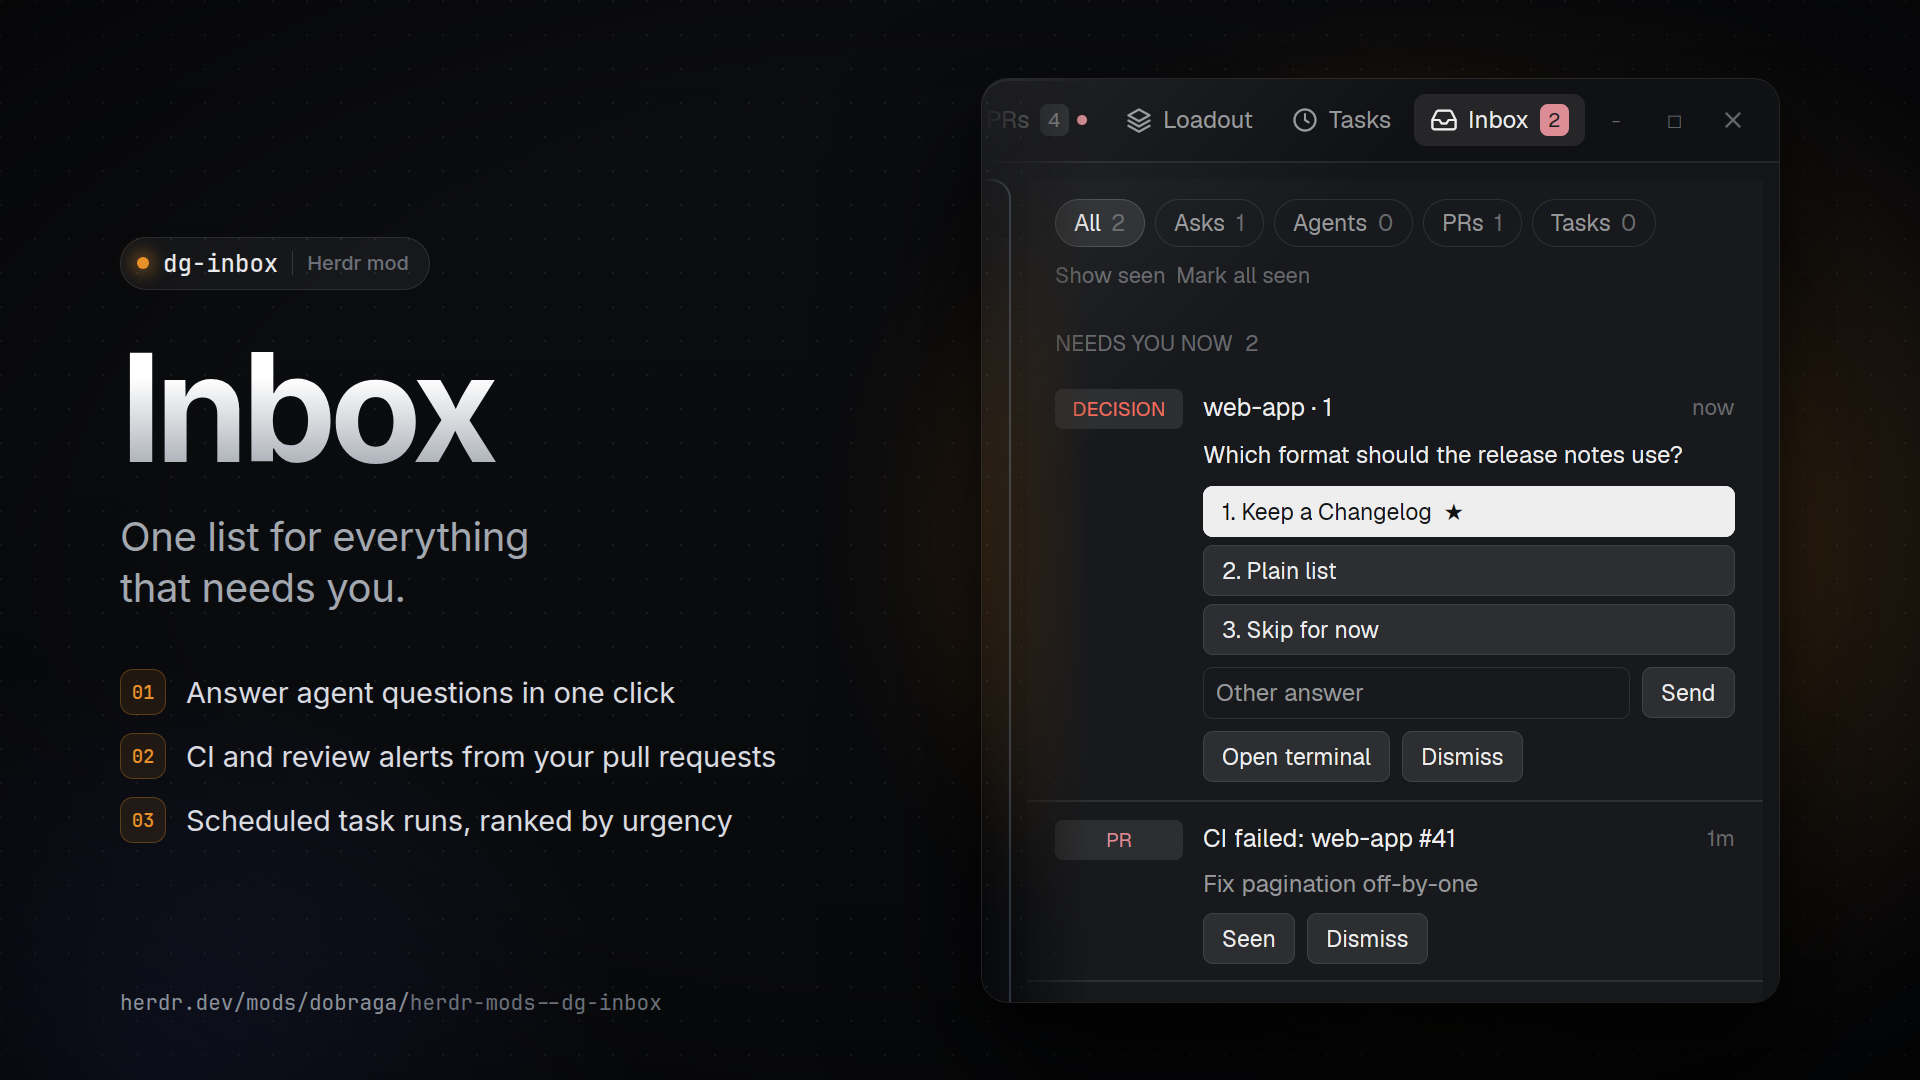 dg-inbox Herdr mod
Inbox
One list for everything
that needs you.
01 Answer agent questions in one click
02 CI and review alerts from your pull requests
03 Scheduled task runs, ranked by urgency
herdr.dev/mods/dobraga/herdr-mods--dg-inbox
PRs 4 Loadout Tasks Inbox 2
All 2 Asks 1 Agents 0 PRs 1 Tasks 0
Show seen Mark all seen
NEEDS YOU NOW 2
DECISION web-app · 1 now
Which format should the release notes use?
1. Keep a Changelog ★
2. Plain list
3. Skip for now
Other answer Send
Open terminal Dismiss
PR CI failed: web-app #41 1m
Fix pagination off-by-one
Seen Dismiss